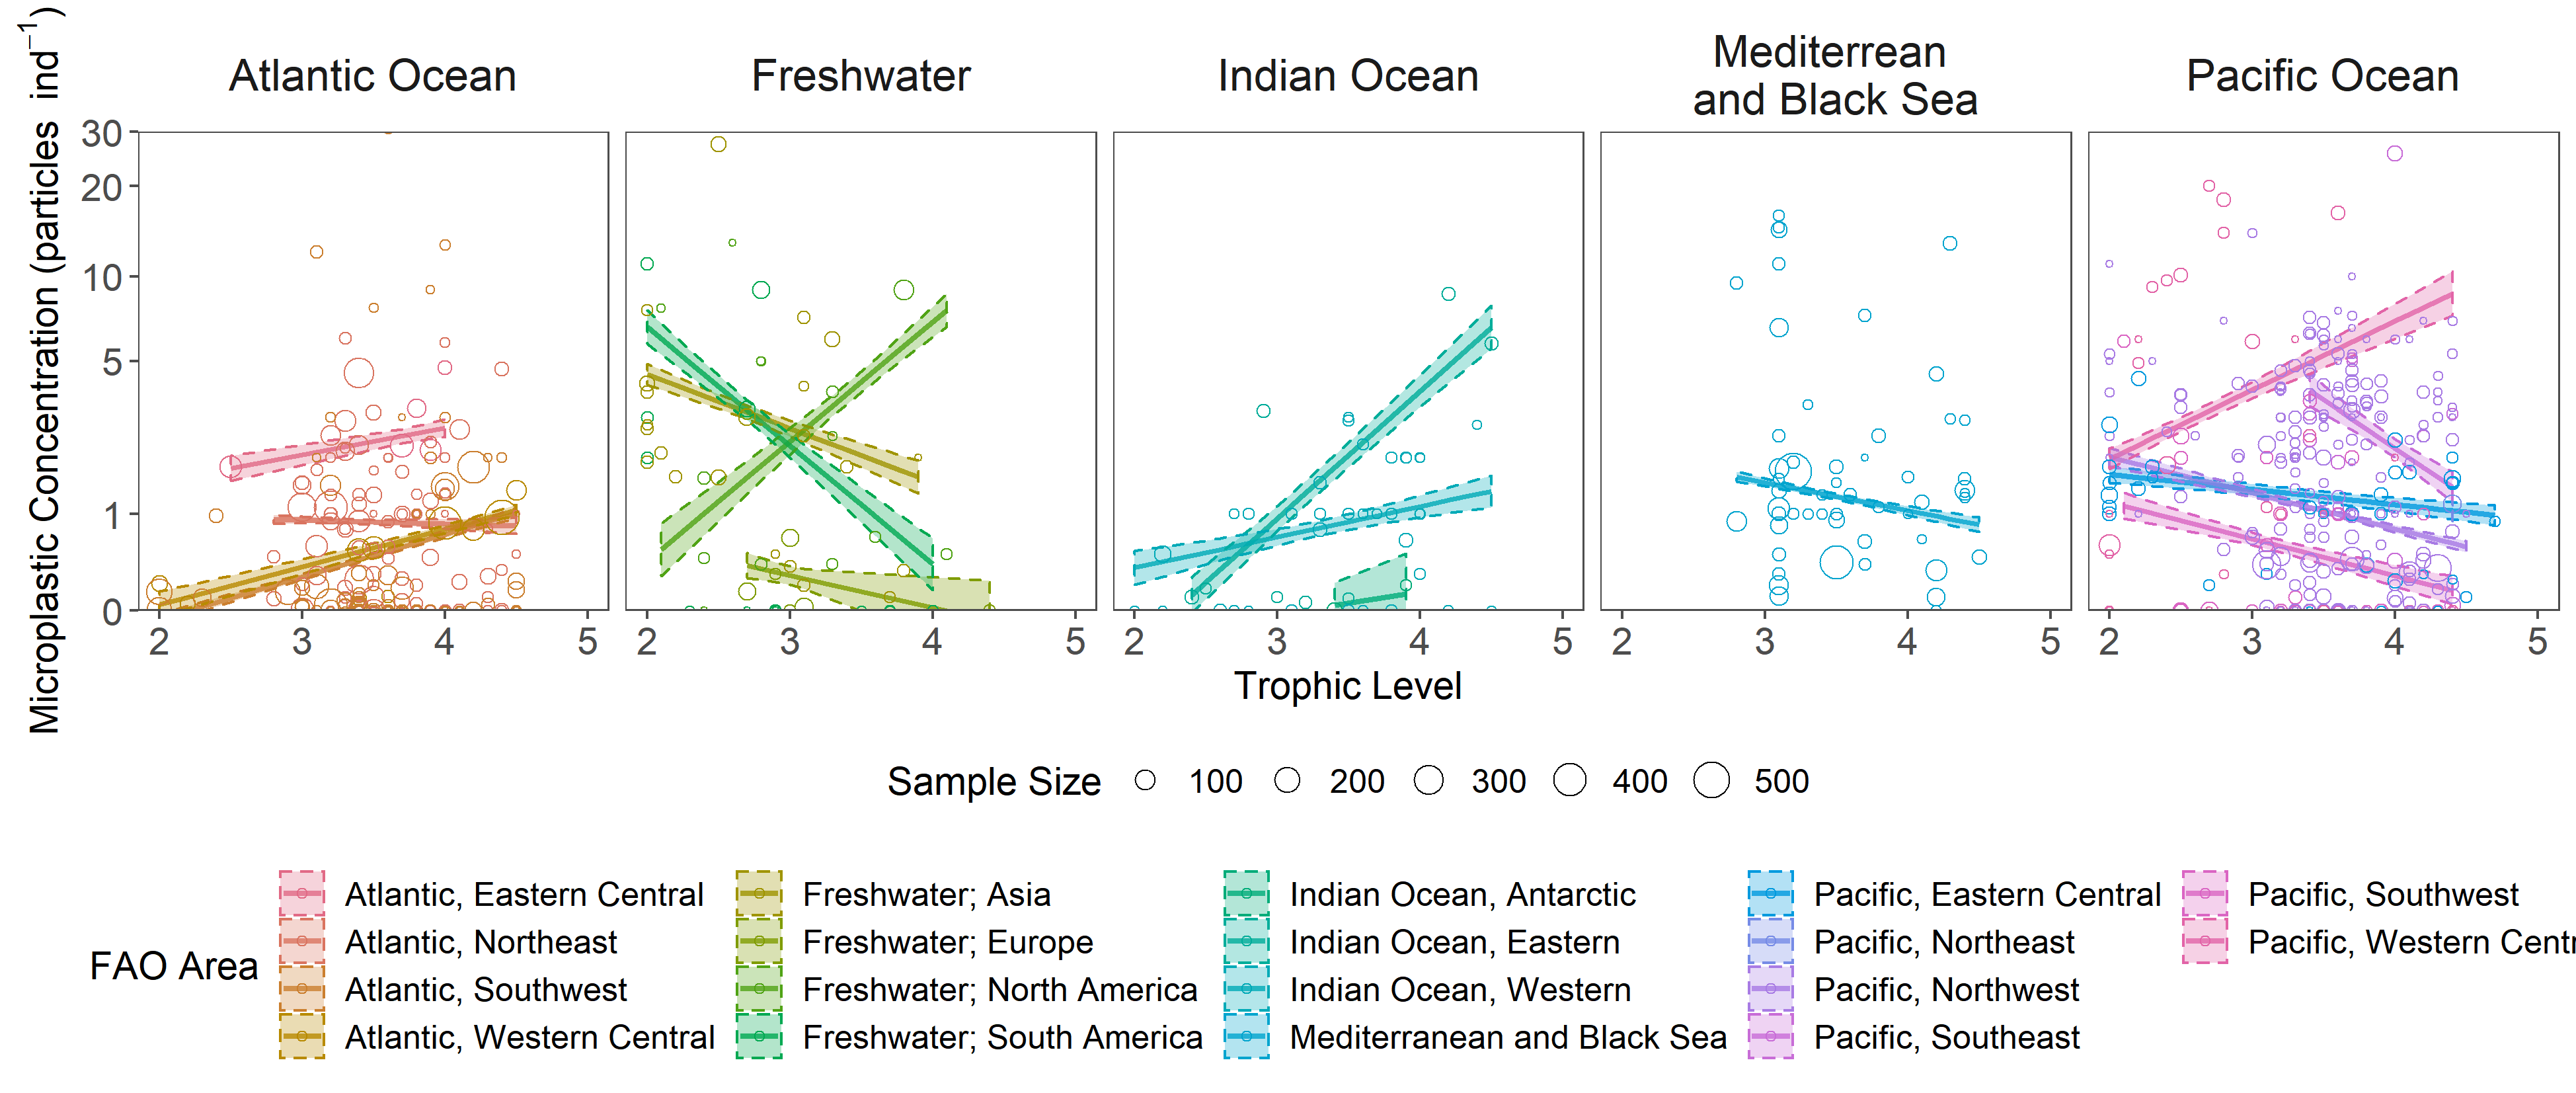 Atlantic Ocean
Freshwater
Indian Ocean
Mediterrean
and Black Sea
Pacific Ocean
Microplastic Concentration (particles ind⁻¹)
30
20
10
5
1
0
2 3 4 5
2 3 4 5
2 3 4 5
2 3 4 5
2 3 4 5
Trophic Level
Sample Size 100 200 300 400 500
FAO Area
Atlantic, Eastern Central
Atlantic, Northeast
Atlantic, Southwest
Atlantic, Western Central
Freshwater; Asia
Freshwater; Europe
Freshwater; North America
Freshwater; South America
Indian Ocean, Antarctic
Indian Ocean, Eastern
Indian Ocean, Western
Mediterranean and Black Sea
Pacific, Eastern Central
Pacific, Northeast
Pacific, Northwest
Pacific, Southeast
Pacific, Southwest
Pacific, Western Centr